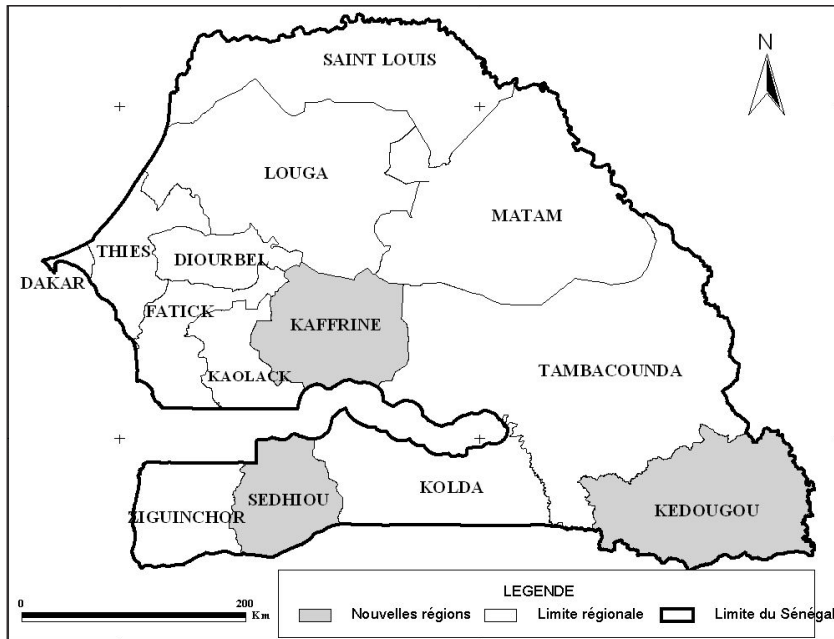 SAINT LOUIS
N
LOUGA
MATAM
THIES
DIOURBEL
DAKAR
FATICK
KAFFRINE
KAOLACK
TAMBACOUNDA
SEDHIOU
KOLDA
ZIGUINCHOR
KEDOUGOU
LEGENDE
0 200
Km
Nouvelles régions Limite régionale Limite du Sénégal